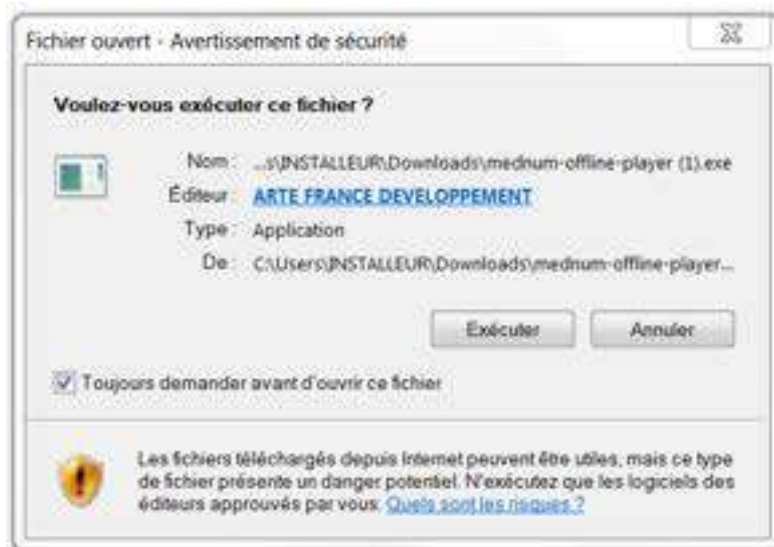 Fichier ouvert - Avertissement de sécurité
Voulez-vous exécuter ce fichier ?
Nom : ...s\INSTALLEUR\Downloads\mednum-offline-player (1).exe
Éditeur : ARTE FRANCE DEVELOPPEMENT
Type : Application
De : C:\Users\INSTALLEUR\Downloads\mednum-offline-player...
Exécuter Annuler
Toujours demander avant d'ouvrir ce fichier
Les fichiers téléchargés depuis Internet peuvent être utiles, mais ce type
de fichier présente un danger potentiel. N'exécutez que les logiciels des
éditeurs approuvés par vous. Quels sont les risques ?